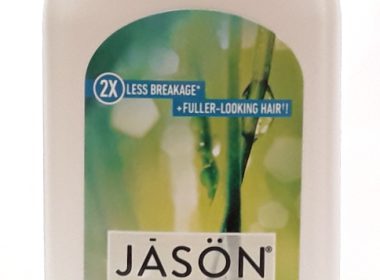 2X LESS BREAKAGE*
+FULLER-LOOKING HAIR†!
JĀSÖN®